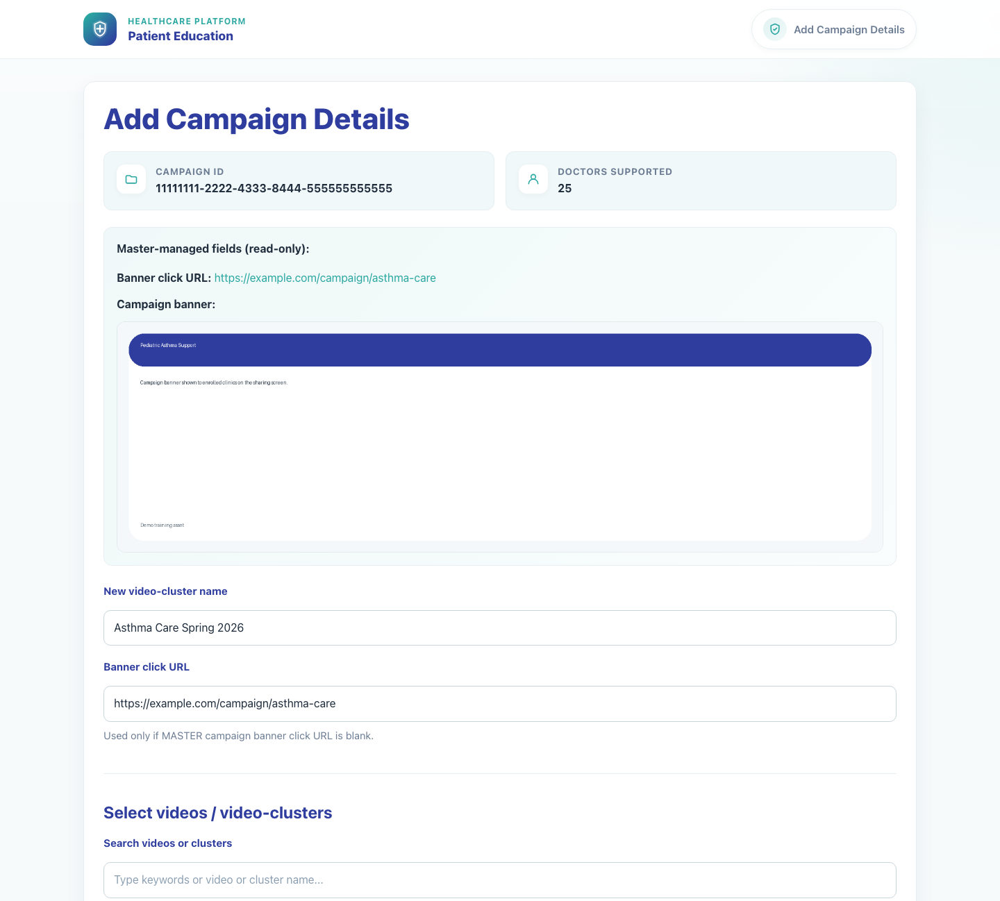 HEALTHCARE PLATFORM
Patient Education
Add Campaign Details
Add Campaign Details
CAMPAIGN ID
11111111-2222-4333-8444-555555555555
DOCTORS SUPPORTED
25
Master-managed fields (read-only):
Banner click URL: https://example.com/campaign/asthma-care
Campaign banner:
Pediatric Asthma Support
Campaign banner shown to enrolled clinics on the sharing screen.
Demo training asset
New video-cluster name
Asthma Care Spring 2026
Banner click URL
https://example.com/campaign/asthma-care
Used only if MASTER campaign banner click URL is blank.
Select videos / video-clusters
Search videos or clusters
Type keywords or video or cluster name...